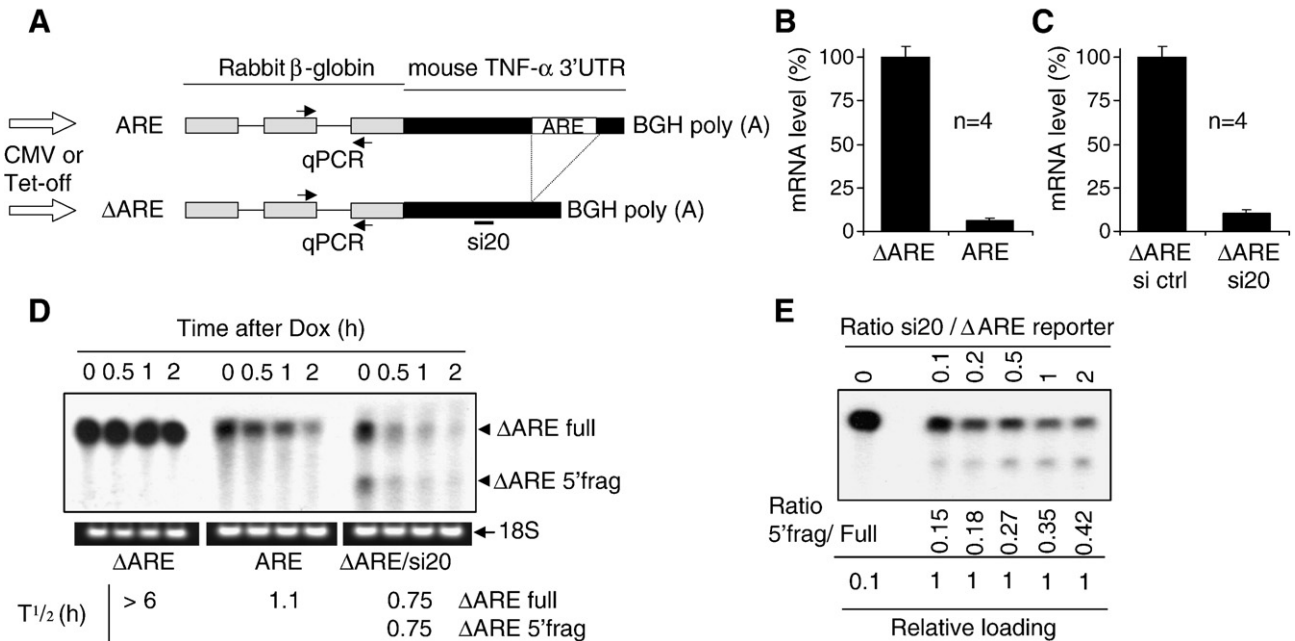 A
Rabbit β-globin
mouse TNF-α 3'UTR
ARE
ARE
BGH poly (A)
CMV or
Tet-off
qPCR
ΔARE
BGH poly (A)
qPCR
si20
B
mRNA level (%)
100
75
50
25
0
n=4
ΔARE
ARE
C
mRNA level (%)
100
75
50
25
0
n=4
ΔARE
si ctrl
ΔARE
si20
D
Time after Dox (h)
0 0.5 1 2 0 0.5 1 2 0 0.5 1 2
ΔARE full
ΔARE 5'frag
18S
ΔARE ARE ΔARE/si20
T1/2 (h) > 6 1.1 0.75 ΔARE full
0.75 ΔARE 5'frag
E
Ratio si20 / ΔARE reporter
0 0.1 0.2 0.5 1 2
Ratio
5'frag/ Full 0.15 0.18 0.27 0.35 0.42
0.1 1 1 1 1 1
Relative loading